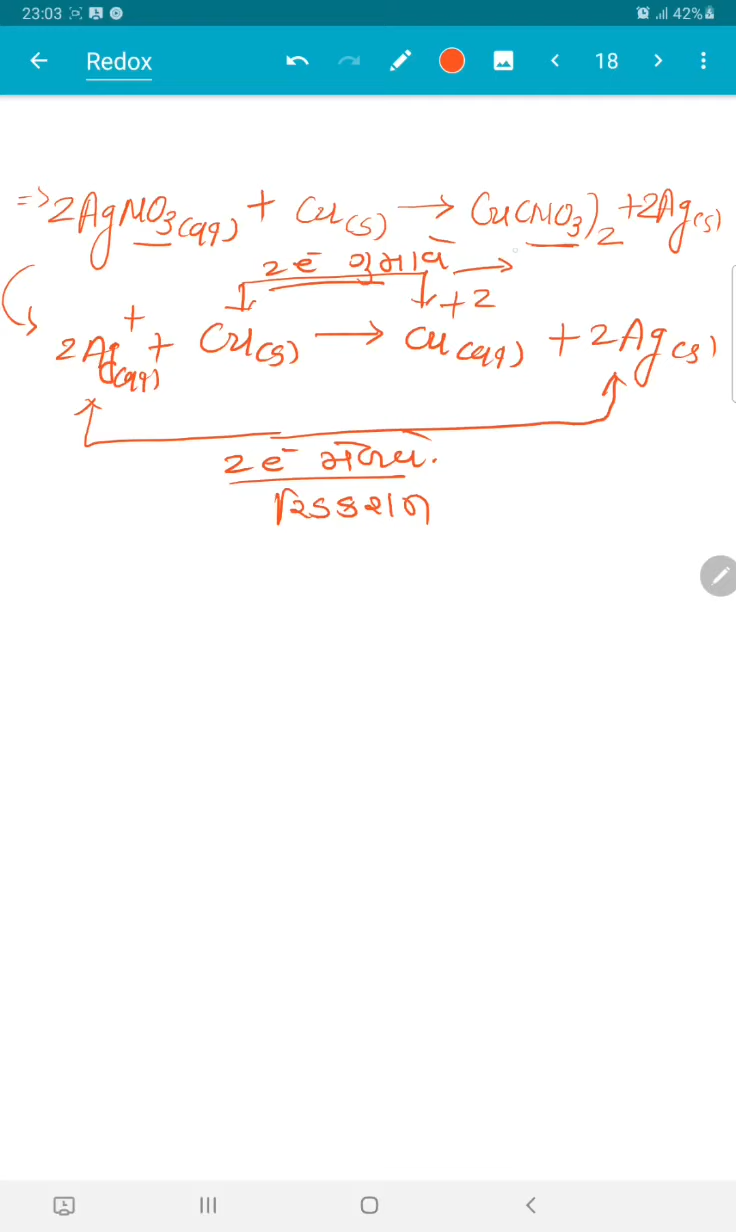 23:03 42%
Redox 18
=> 2AgNO3(aq) + Cu(s) → Cu(NO3)2 + 2Ag(s)
2e⁻ ગુમાવે →
+2
2Ag⁺(aq) + Cu(s) → Cu(aq) + 2Ag(s)
2e⁻
રિડક્શન